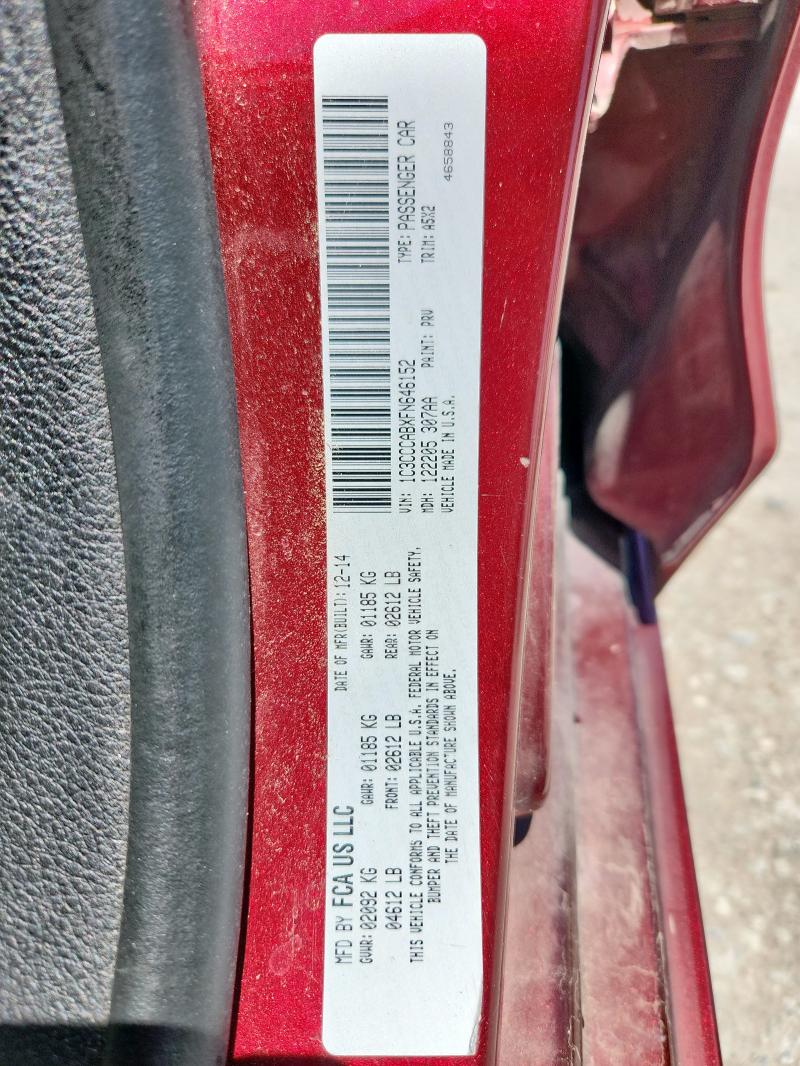 MFD BY FCA US LLC DATE OF MFR(BUILT): 12-14
GVWR: 02092 KG GAWR: 01185 KG GAWR: 01185 KG
04612 LB FRONT: 02612 LB REAR: 02612 LB
THIS VEHICLE CONFORMS TO ALL APPLICABLE U.S.A. FEDERAL MOTOR VEHICLE SAFETY,
BUMPER AND THEFT PREVENTION STANDARDS IN EFFECT ON
THE DATE OF MANUFACTURE SHOWN ABOVE.
VIN: 1C3CCCABXFN646152 TYPE: PASSENGER CAR
MDH: 122205 307AA PAINT: PRV TRIM: A5X2
VEHICLE MADE IN U.S.A. 4658843